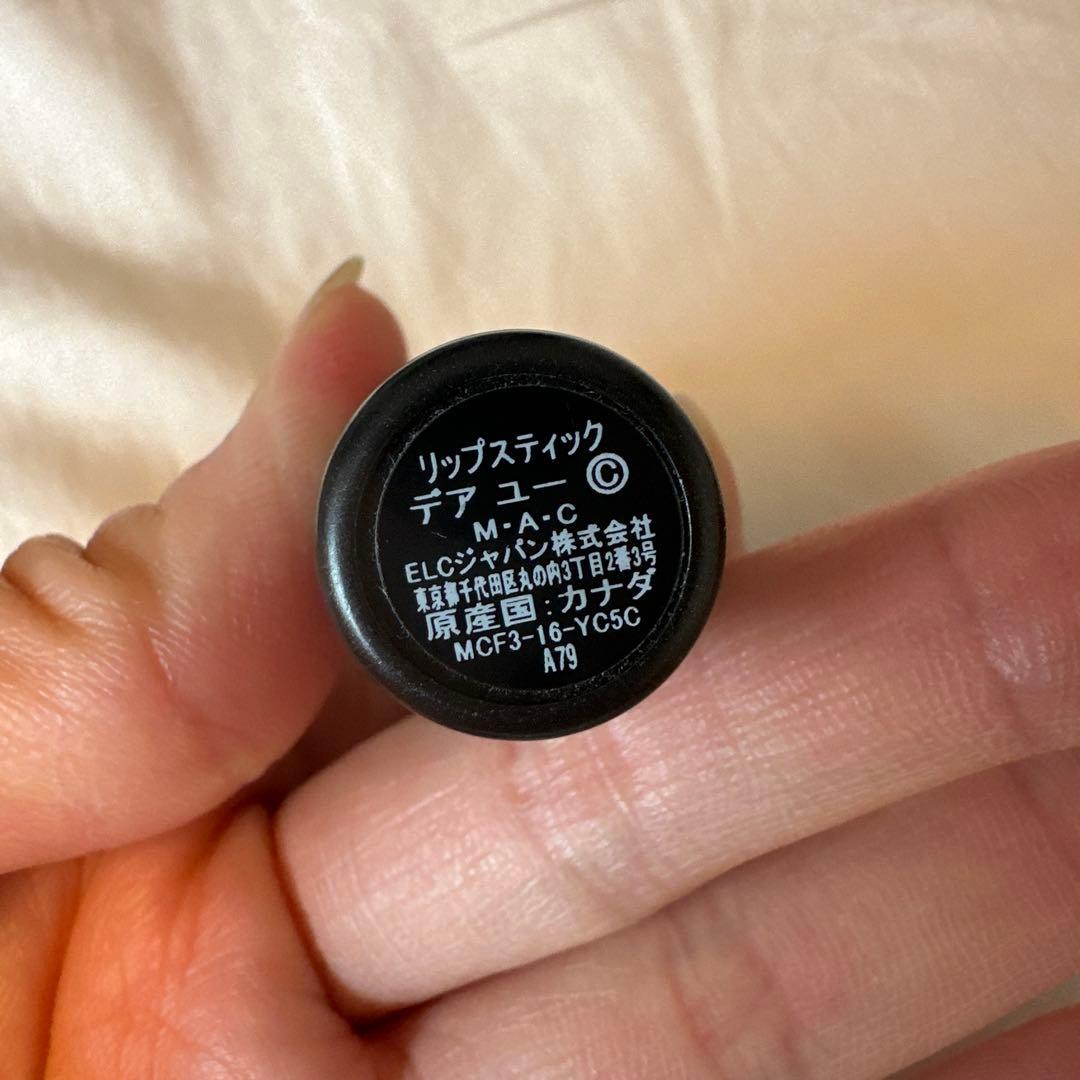 リップスティック
デア ユー Ⓒ
M・A・C
ELCジャパン株式会社
東京都千代田区丸の内3丁目2番3号
原産国:カナダ
MCF3-16-YC5C
A79